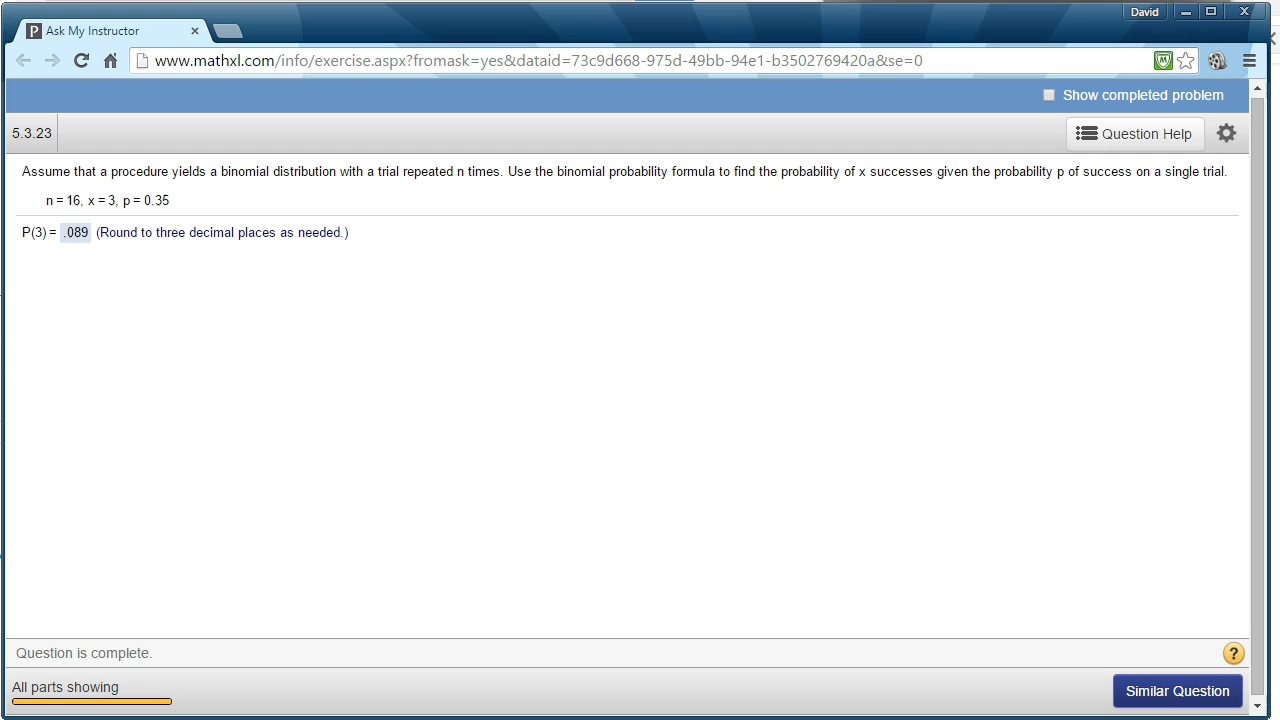 David
Ask My Instructor
www.mathxl.com/info/exercise.aspx?fromask=yes&dataid=73c9d668-975d-49bb-94e1-b3502769420a&se=0
Show completed problem
5.3.23
Question Help
Assume that a procedure yields a binomial distribution with a trial repeated n times. Use the binomial probability formula to find the probability of x successes given the probability p of success on a single trial.
n = 16, x = 3, p = 0.35
P(3) = .089 (Round to three decimal places as needed.)
Question is complete.
?
All parts showing
Similar Question